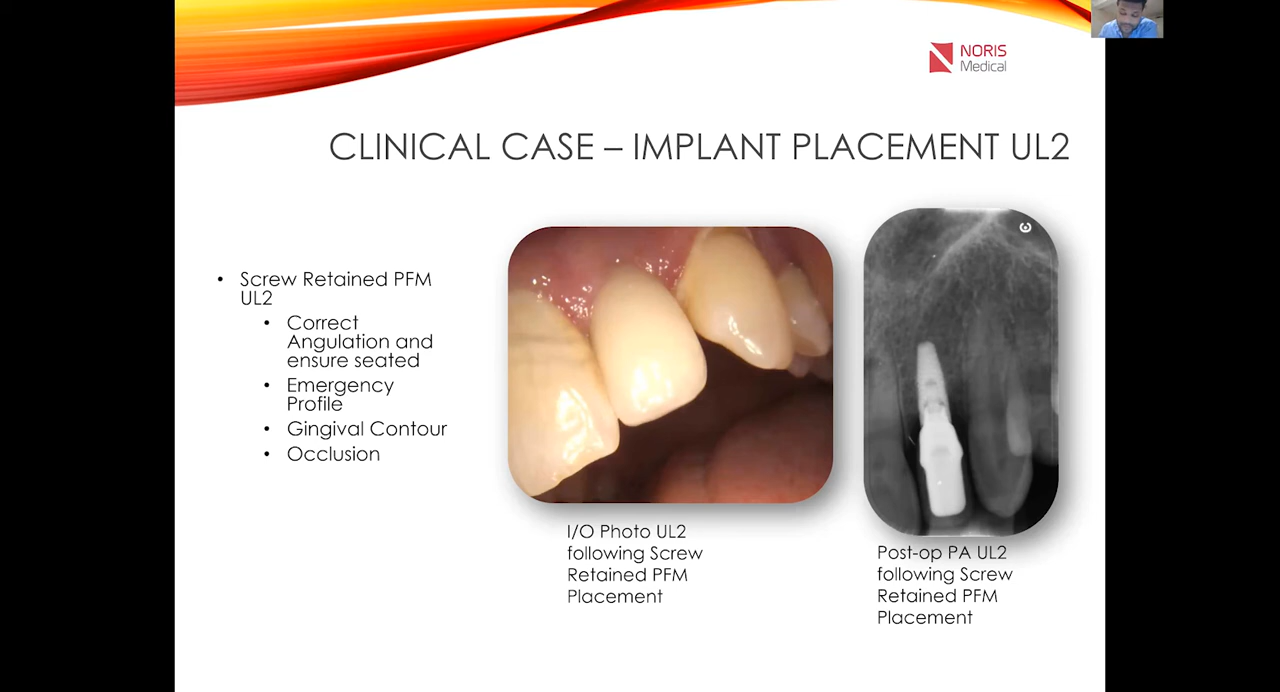 NORIS
Medical
CLINICAL CASE – IMPLANT PLACEMENT UL2
• Screw Retained PFM
UL2
• Correct
Angulation and
ensure seated
• Emergency
Profile
• Gingival Contour
• Occlusion
I/O Photo UL2
following Screw
Retained PFM
Placement
Post-op PA UL2
following Screw
Retained PFM
Placement